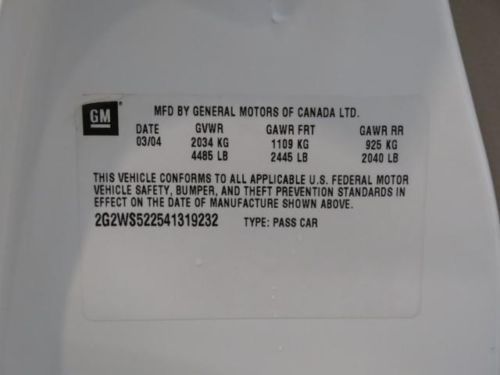 GM
MFD BY GENERAL MOTORS OF CANADA LTD.
DATE GVWR GAWR FRT GAWR RR
03/04 2034 KG 1109 KG 925 KG
4485 LB 2445 LB 2040 LB
THIS VEHICLE CONFORMS TO ALL APPLICABLE U.S. FEDERAL MOTOR
VEHICLE SAFETY, BUMPER, AND THEFT PREVENTION STANDARDS IN
EFFECT ON THE DATE OF MANUFACTURE SHOWN ABOVE.
2G2WS522541319232 TYPE: PASS CAR